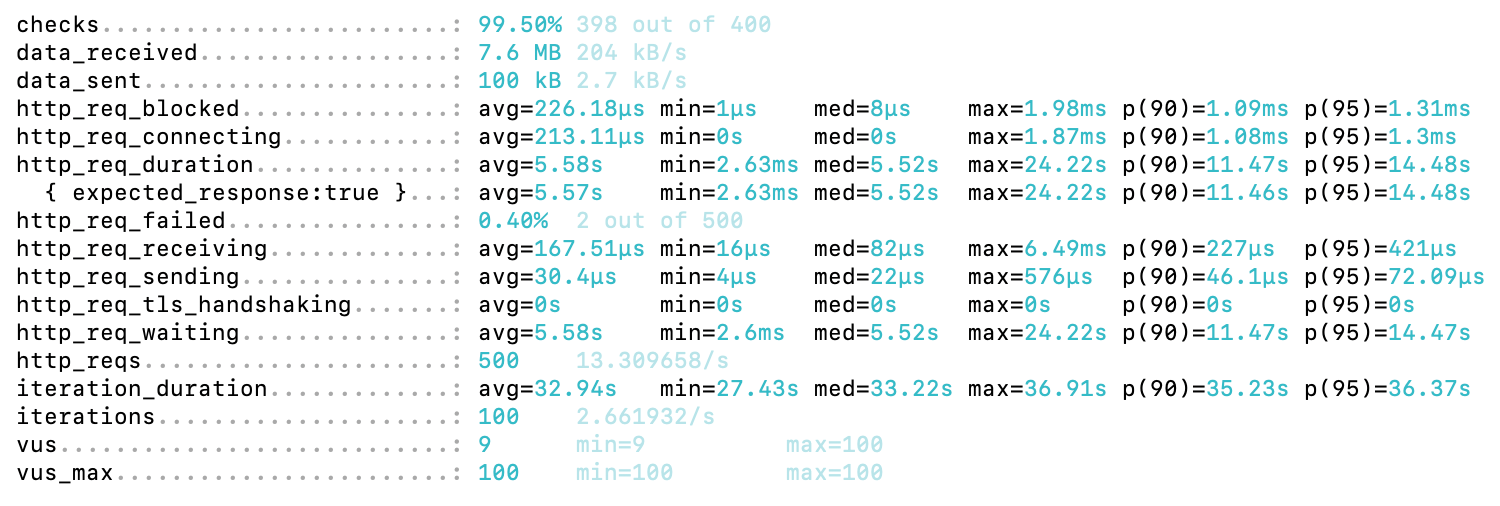 checks.........................: 99.50% 398 out of 400
data_received..................: 7.6 MB 204 kB/s
data_sent......................: 100 kB 2.7 kB/s
http_req_blocked...............: avg=226.18µs min=1µs    med=8µs    max=1.98ms p(90)=1.09ms p(95)=1.31ms
http_req_connecting............: avg=213.11µs min=0s     med=0s     max=1.87ms p(90)=1.08ms p(95)=1.3ms
http_req_duration..............: avg=5.58s    min=2.63ms med=5.52s  max=24.22s p(90)=11.47s p(95)=14.48s
  { expected_response:true }...: avg=5.57s    min=2.63ms med=5.52s  max=24.22s p(90)=11.46s p(95)=14.48s
http_req_failed................: 0.40%  2 out of 500
http_req_receiving.............: avg=167.51µs min=16µs   med=82µs   max=6.49ms p(90)=227µs  p(95)=421µs
http_req_sending...............: avg=30.4µs   min=4µs    med=22µs   max=576µs  p(90)=46.1µs p(95)=72.09µs
http_req_tls_handshaking.......: avg=0s       min=0s     med=0s     max=0s     p(90)=0s     p(95)=0s
http_req_waiting...............: avg=5.58s    min=2.6ms  med=5.52s  max=24.22s p(90)=11.47s p(95)=14.47s
http_reqs......................: 500    13.309658/s
iteration_duration.............: avg=32.94s   min=27.43s med=33.22s max=36.91s p(90)=35.23s p(95)=36.37s
iterations.....................: 100    2.661932/s
vus............................: 9      min=9          max=100
vus_max........................: 100    min=100        max=100